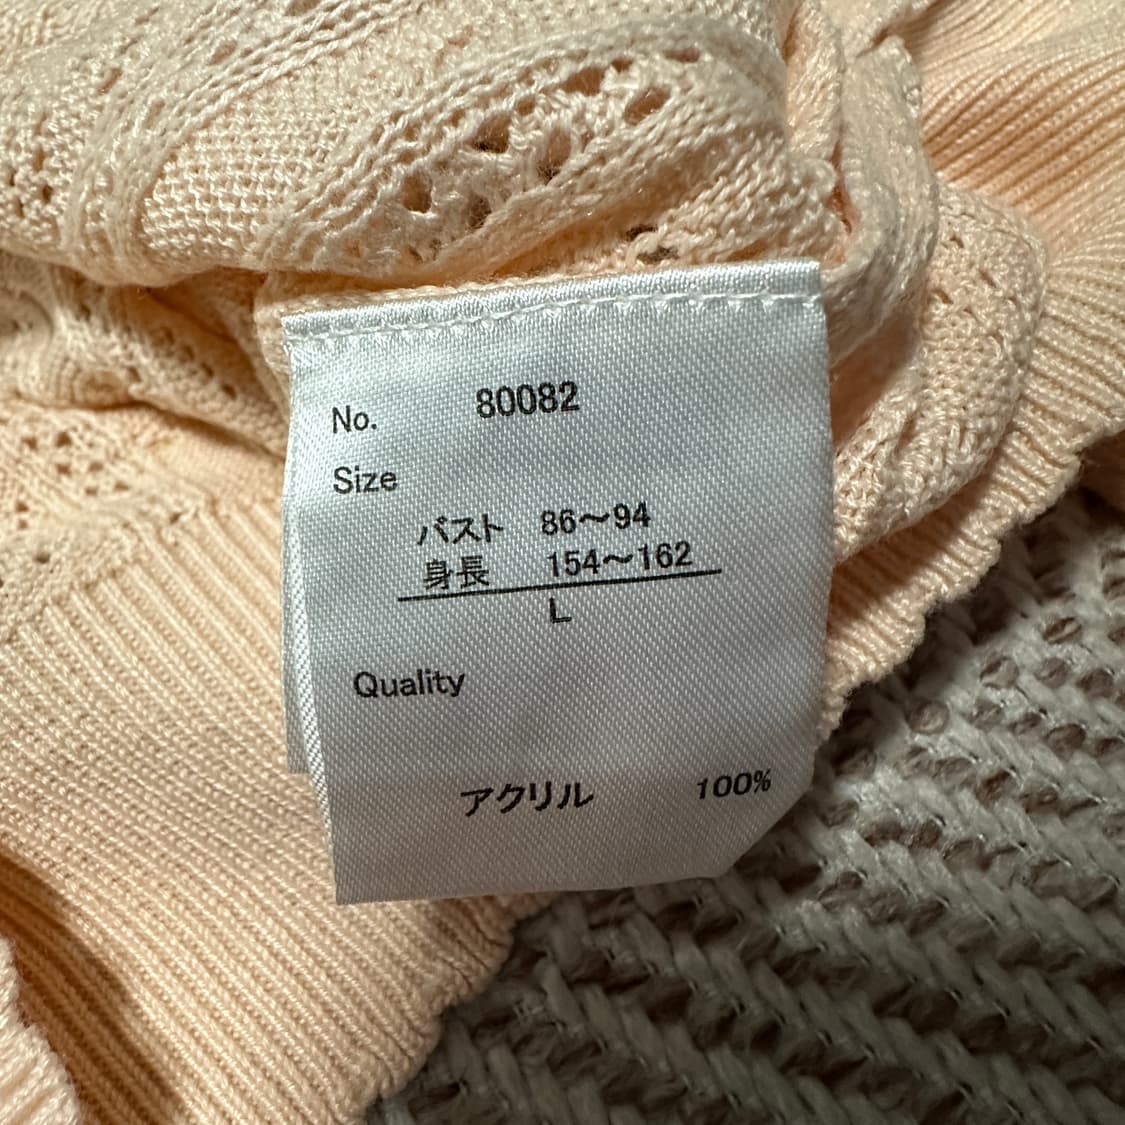 No. 80082
Size
バスト 86～94
身長 154～162
L
Quality
アクリル 100%